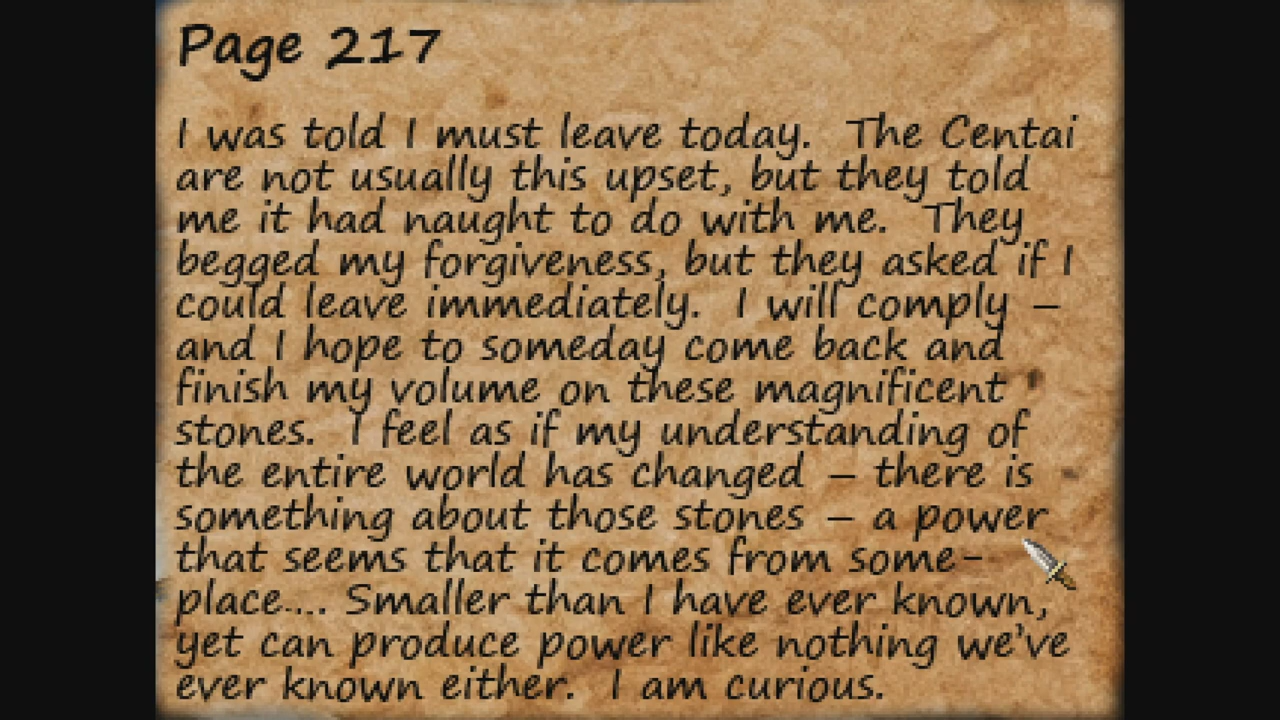 Page 217
I was told I must leave today.  The Centai
are not usually this upset, but they told
me it had naught to do with me.  They
begged my forgiveness, but they asked if I
could leave immediately.  I will comply –
and I hope to someday come back and
finish my volume on these magnificent
stones.  I feel as if my understanding of
the entire world has changed – there is
something about those stones – a power
that seems that it comes from some-
place.... Smaller than I have ever known,
yet can produce power like nothing we've
ever known either.  I am curious.